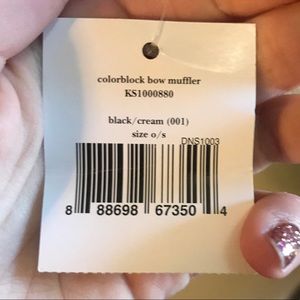 colorblock bow muffler
KS1000880
black/cream (001)
size o/s
DNS1003
8 88698 67350 4